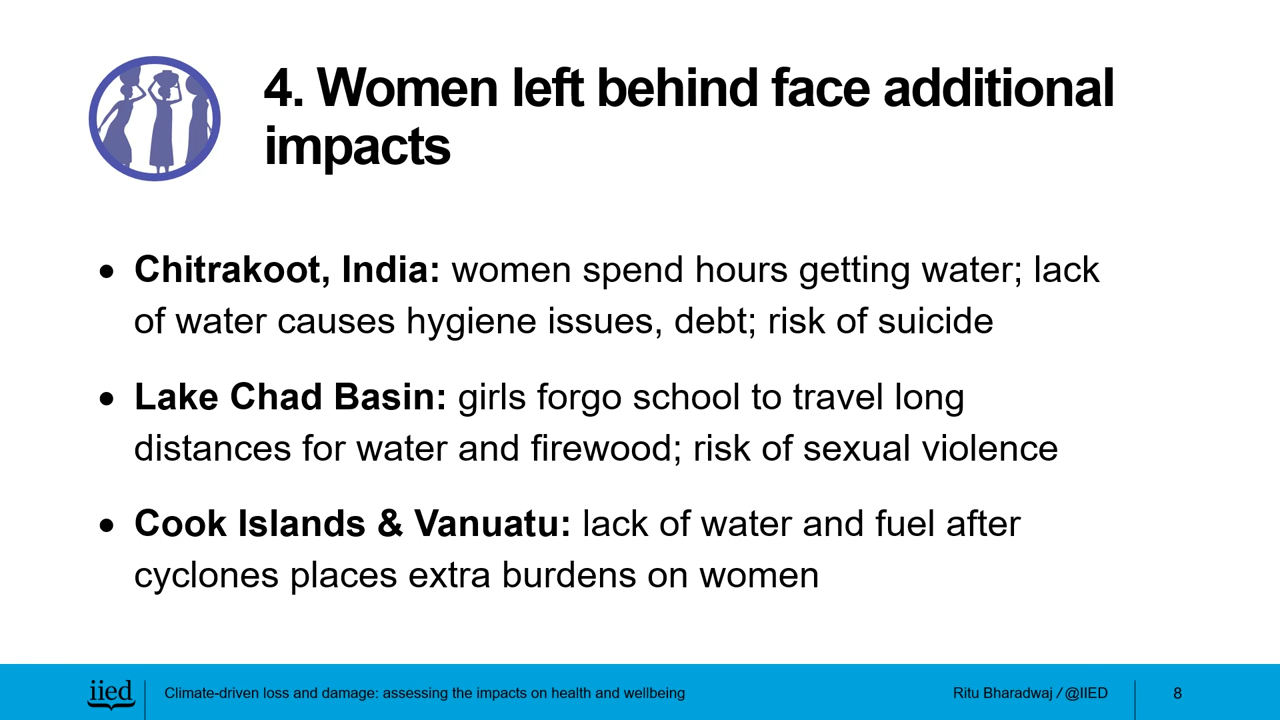 4. Women left behind face additional
impacts
• Chitrakoot, India: women spend hours getting water; lack
of water causes hygiene issues, debt; risk of suicide
• Lake Chad Basin: girls forgo school to travel long
distances for water and firewood; risk of sexual violence
• Cook Islands & Vanuatu: lack of water and fuel after
cyclones places extra burdens on women
iied
Climate-driven loss and damage: assessing the impacts on health and wellbeing
Ritu Bharadwaj / @IIED
8